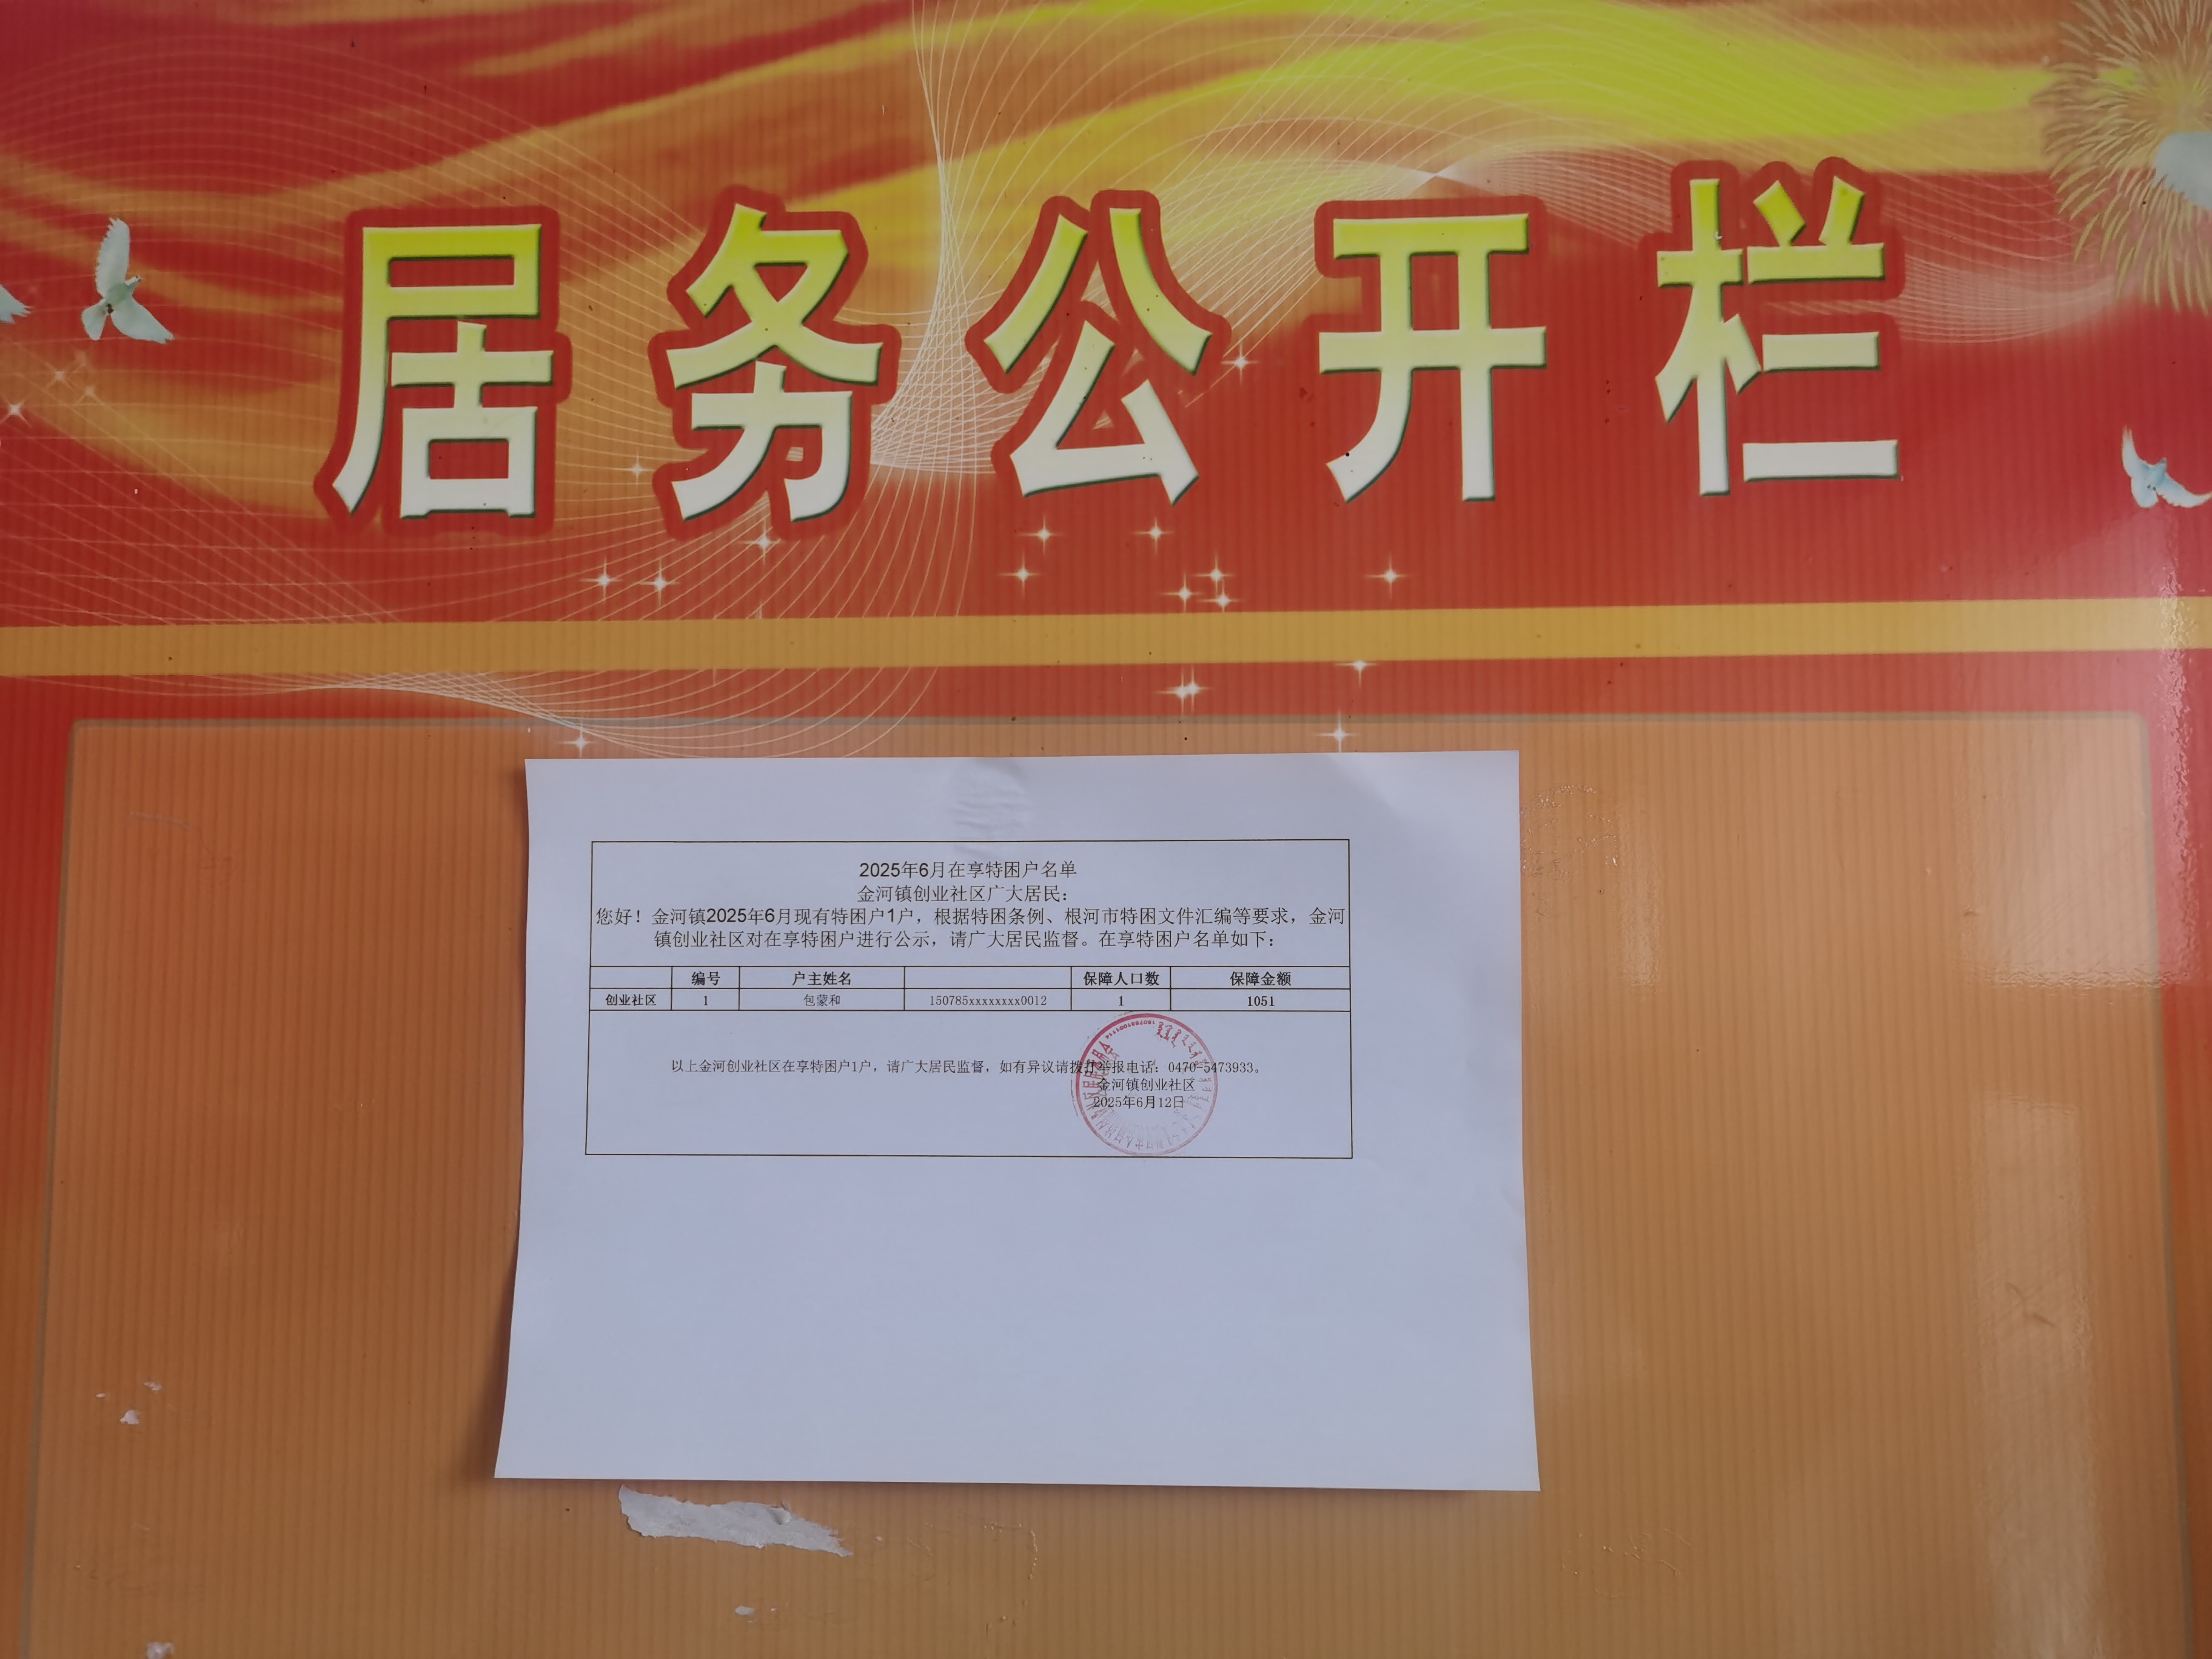 居务公开栏
2025年6月在享特困户名单
金河镇创业社区广大居民：
您好！金河镇2025年6月现有特困户1户，根据特困条例、根河市特困文件汇编等要求，金河
镇创业社区对在享特困户进行公示，请广大居民监督。在享特困户名单如下：
编号 户主姓名 保障人口数 保障金额
创业社区 1 包蒙和 150785xxxxxxxx0012 1 1051
以上金河创业社区在享特困户1户，请广大居民监督，如有异议请拨打举报电话：0470-5473933。
金河镇创业社区
2025年6月12日